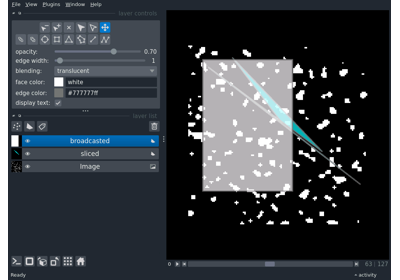 File View Plugins Window Help
layer controls
opacity: 0.70
edge width: 1
blending: translucent
face color: white
edge color: #777777ff
display text:
layer list
broadcasted
sliced
Image
63 127
Ready
activity